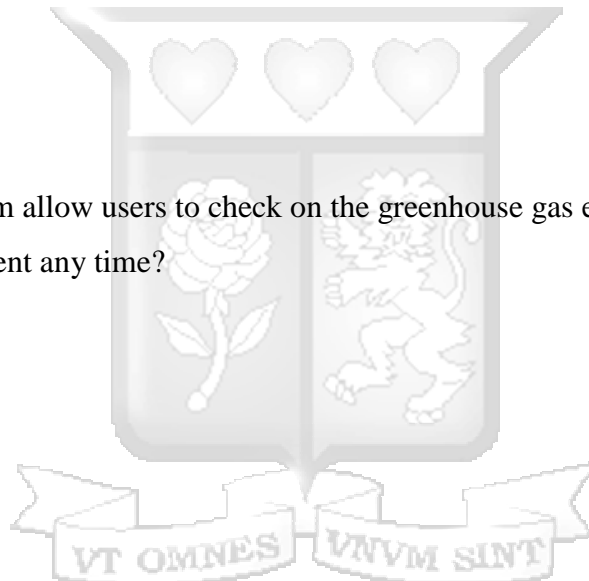 allow users to check on the greenhouse gas
ent any time?
VT OMNES VNVM SINT